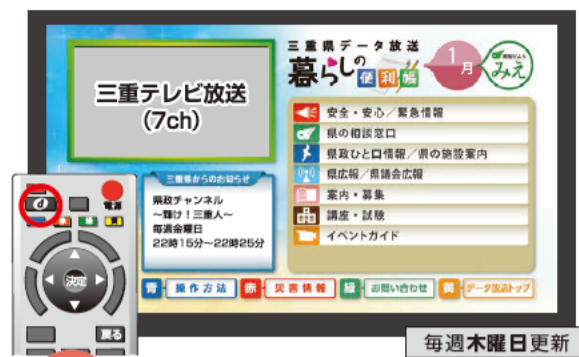 三重県データ放送
暮らしの便利帳
1月
みえ
三重テレビ放送
(7ch)
安全・安心／緊急情報
県の相談窓口
県政ひと口情報／県の施設案内
県広報／県議会広報
案内・募集
講座・試験
イベントガイド
三重県からのお知らせ
県政チャンネル
～輝け！三重人～
毎週金曜日
22時15分～22時25分
青 操作方法 赤 災害情報 緑 お問い合わせ 黄 データ放送トップ
d
電源
青 赤 緑 黄
決定
戻る
毎週木曜日更新